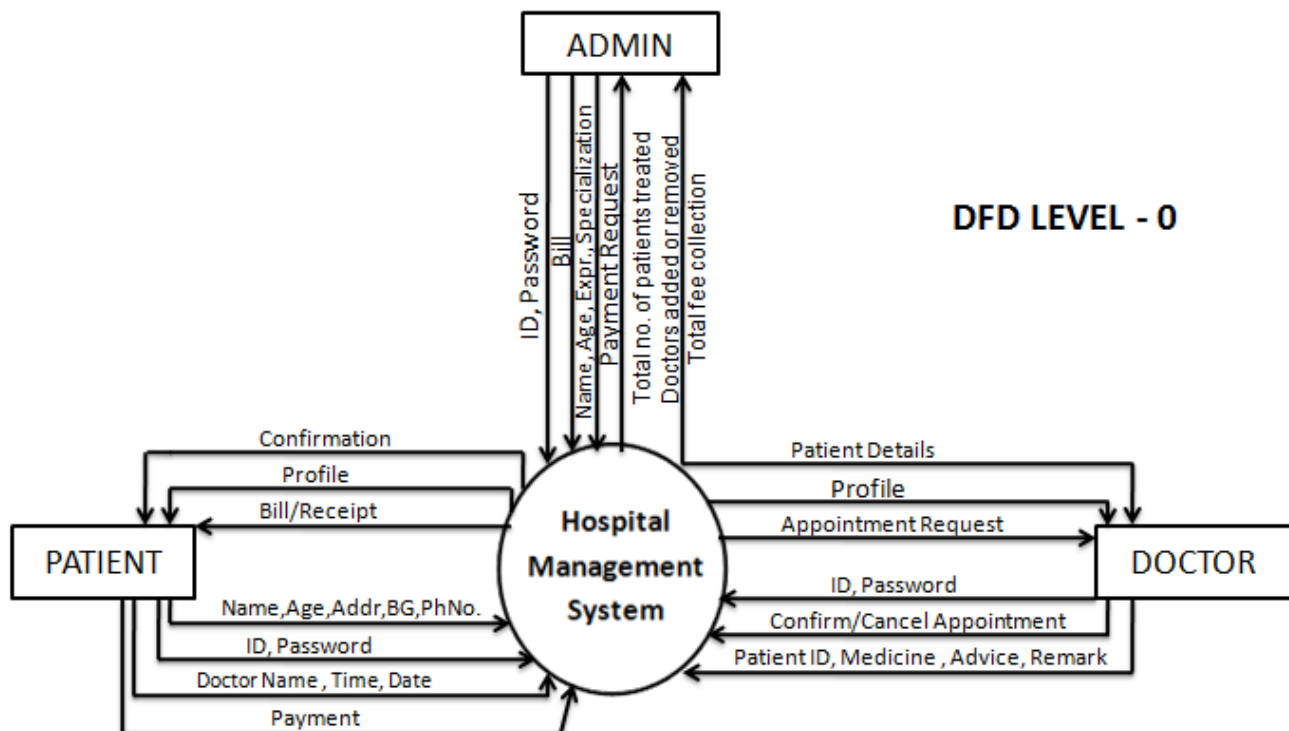 ADMIN
ID, Password
Bill
Name, Age, Expr., Specialization
Payment Request
Total no. of patients treated
Doctors added or removed
Total fee collection
DFD LEVEL - 0
Confirmation
Profile
Bill/Receipt
PATIENT
Name,Age,Addr,BG,PhNo.
ID, Password
Doctor Name , Time, Date
Payment
Hospital
Management
System
Patient Details
Profile
Appointment Request
DOCTOR
ID, Password
Confirm/Cancel Appointment
Patient ID, Medicine , Advice, Remark